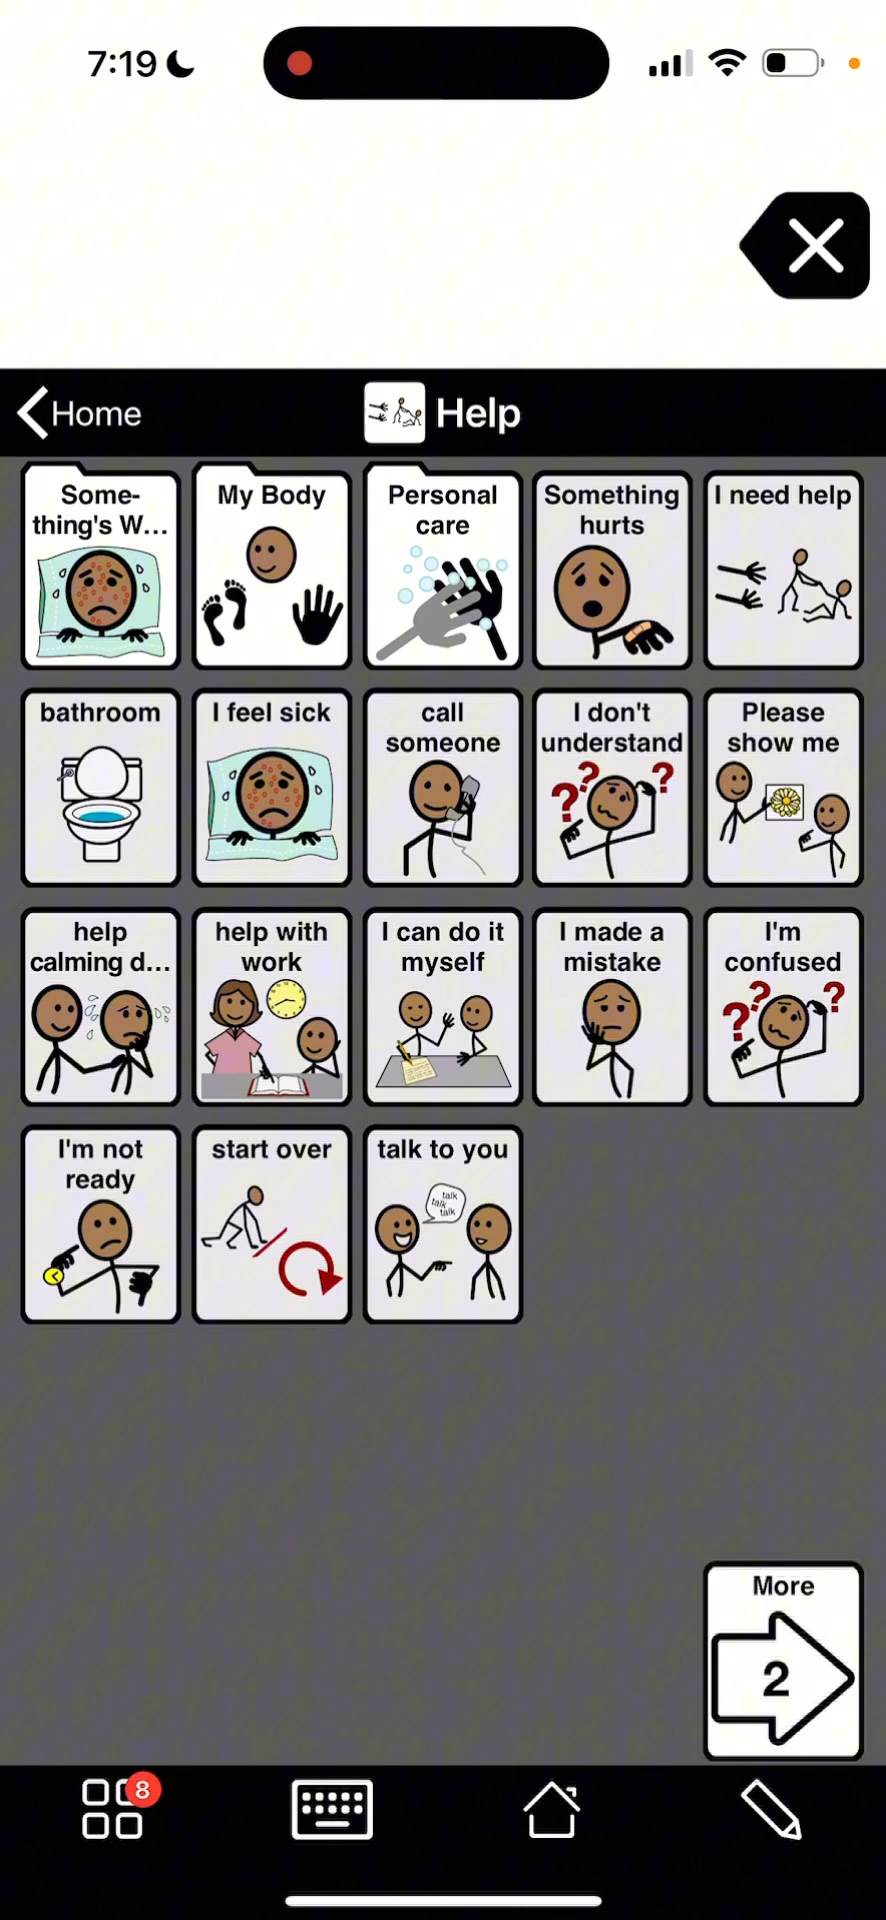 7:19
Home
Help
Some-
thing's W...
My Body
Personal
care
Something
hurts
I need help
bathroom
I feel sick
call
someone
I don't
understand
Please
show me
help
calming d...
help with
work
I can do it
myself
I made a
mistake
I'm
confused
I'm not
ready
start over
talk to you
talk
talk
talk
More
2
8